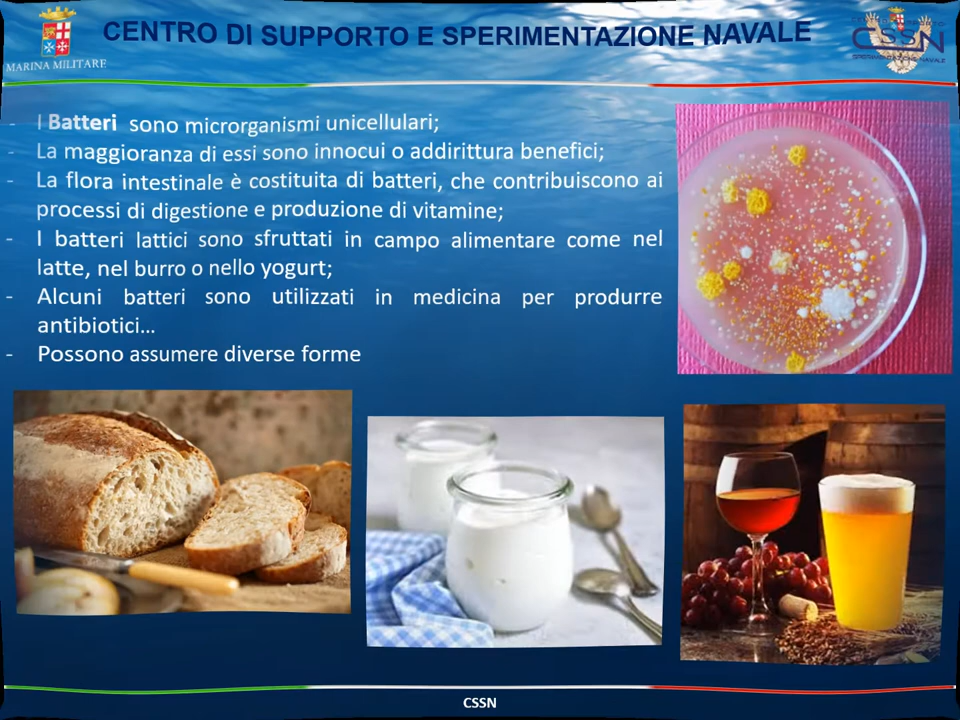 CENTRO DI SUPPORTO E SPERIMENTAZIONE NAVALE
MARINA MILITARE
CSSN
- I Batteri sono microrganismi unicellulari;
- La maggioranza di essi sono innocui o addirittura benefici;
- La flora intestinale è costituita di batteri, che contribuiscono ai
processi di digestione e produzione di vitamine;
- I batteri lattici sono sfruttati in campo alimentare come nel
latte, nel burro o nello yogurt;
- Alcuni batteri sono utilizzati in medicina per produrre
antibiotici…
- Possono assumere diverse forme
CSSN